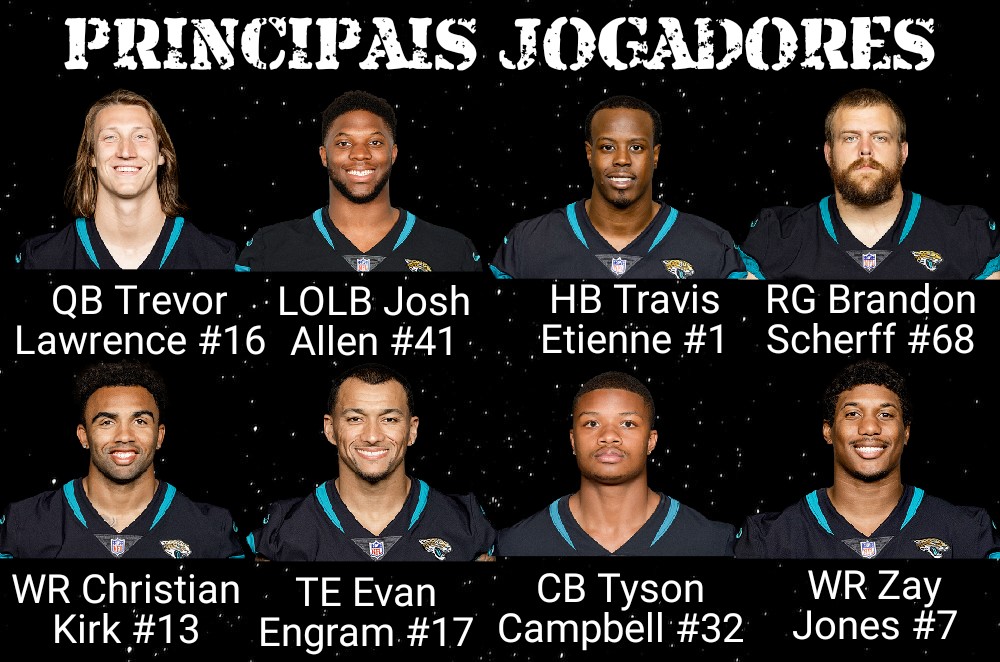 PRINCIPAIS JOGADORES
QB Trevor
Lawrence #16
LOLB Josh
Allen #41
HB Travis
Etienne #1
RG Brandon
Scherff #68
WR Christian
Kirk #13
TE Evan
Engram #17
CB Tyson
Campbell #32
WR Zay
Jones #7